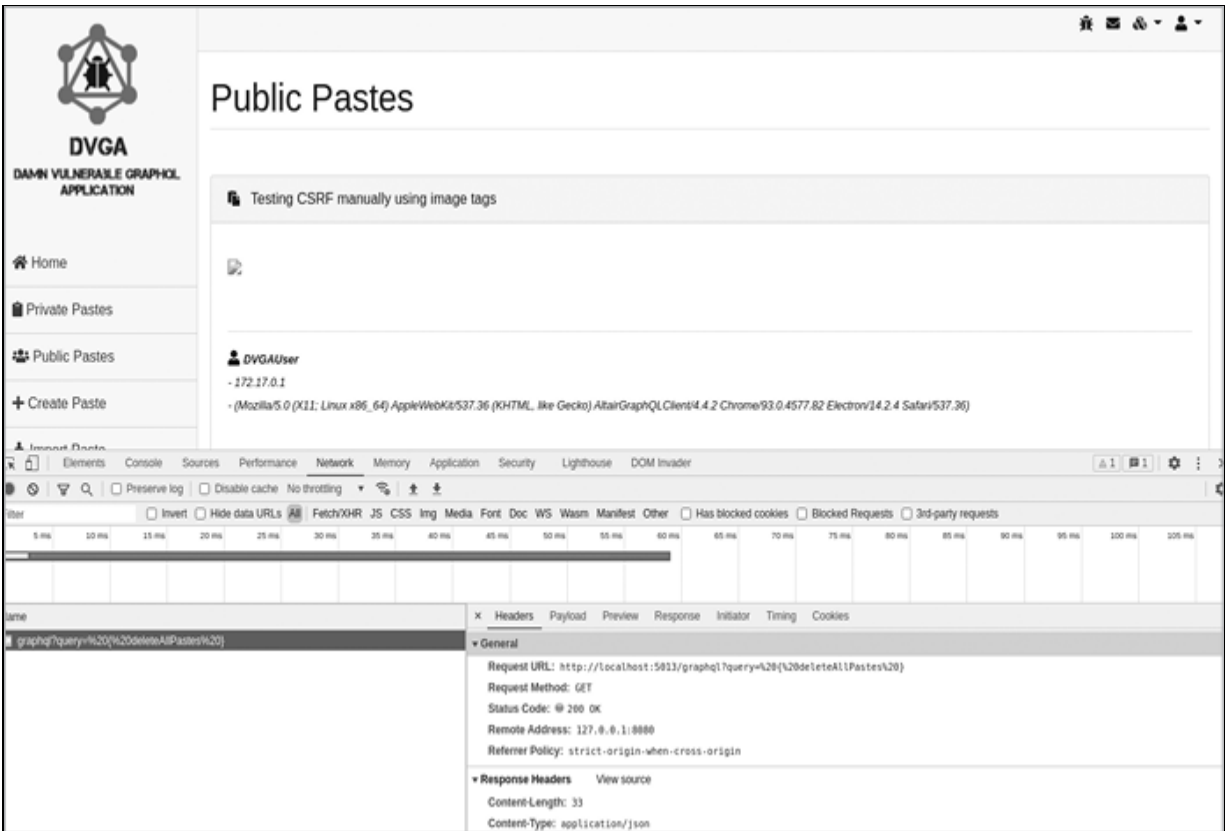 DVGA
DAMN VULNERABLE GRAPHQL
APPLICATION
Home
Private Pastes
Public Pastes
Create Paste
Import Paste
Public Pastes
Testing CSRF manually using image tags
DVGAUser
- 172.17.0.1
- (Mozilla/5.0 (X11; Linux x86_64) AppleWebKit/537.36 (KHTML, like Gecko) AltairGraphQLClient/4.4.2 Chrome/93.0.4577.82 Electron/14.2.4 Safari/537.36)
Elements Console Sources Performance Network Memory Application Security Lighthouse DOM Invader 1 1
Preserve log Disable cache No throttling
Invert Hide data URLs All Fetch/XHR JS CSS Img Media Font Doc WS Wasm Manifest Other Has blocked cookies Blocked Requests 3rd-party requests
5 ms 10 ms 15 ms 20 ms 25 ms 30 ms 35 ms 40 ms 45 ms 50 ms 55 ms 60 ms 65 ms 70 ms 75 ms 80 ms 85 ms 90 ms 95 ms 100 ms 105 ms
graphql?query=%20{%20deleteAllPastes%20}
× Headers Payload Preview Response Initiator Timing Cookies
General
Request URL: http://localhost:5013/graphql?query=%20{%20deleteAllPastes%20}
Request Method: GET
Status Code: 200 OK
Remote Address: 127.0.0.1:8080
Referrer Policy: strict-origin-when-cross-origin
Response Headers View source
Content-Length: 33
Content-Type: application/json